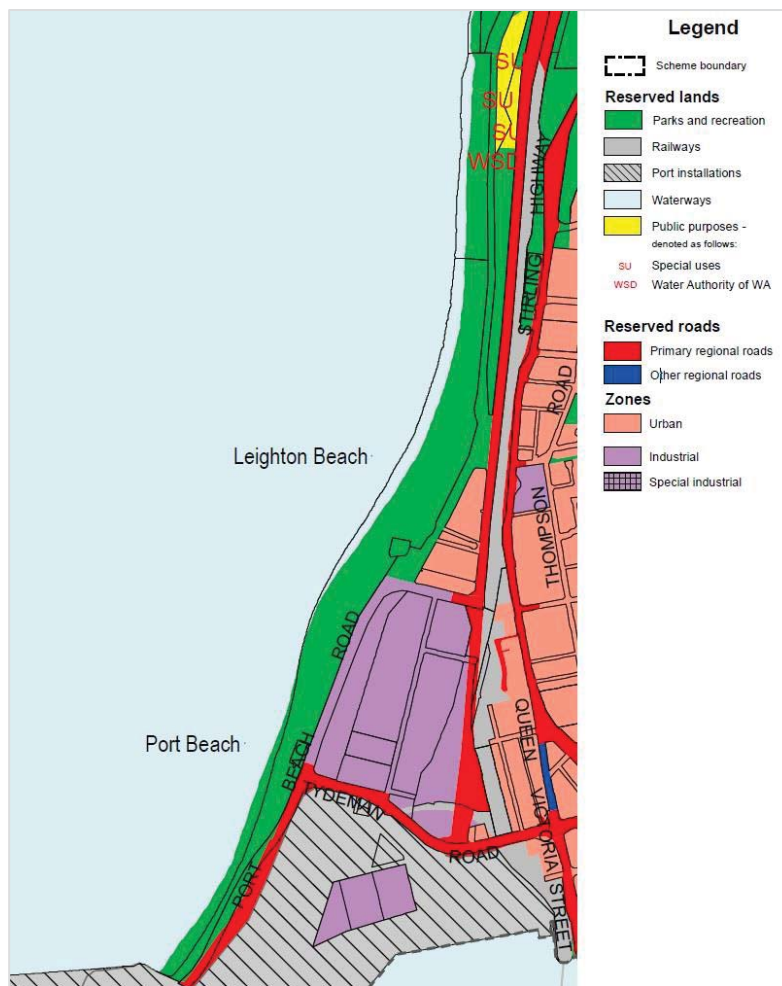 SU
SU
SU
WSD
STIRLING HIGHWAY
ROAD
THOMPSON
Leighton Beach
ROAD
BEACH
PORT
Port Beach
TYDEMAN
ROAD
QUEEN VICTORIA STREET
Legend
Scheme boundary
Reserved lands
Parks and recreation
Railways
Port installations
Waterways
Public purposes -
denoted as follows:
SU Special uses
WSD Water Authority of WA
Reserved roads
Primary regional roads
Other regional roads
Zones
Urban
Industrial
Special industrial